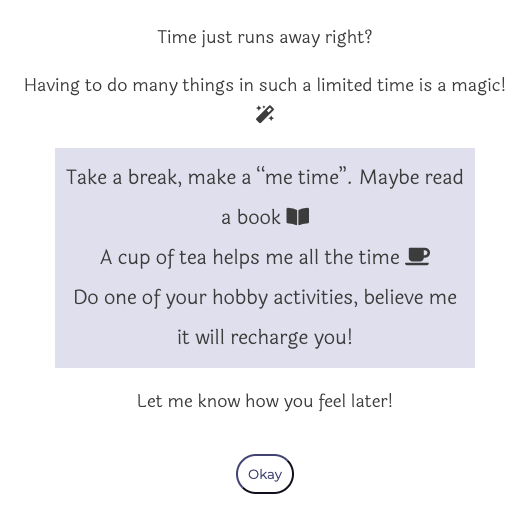 Time just runs away right?
Having to do many things in such a limited time is a magic!
Take a break, make a “me time”. Maybe read
a book
A cup of tea helps me all the time
Do one of your hobby activities, believe me
it will recharge you!
Let me know how you feel later!
Okay